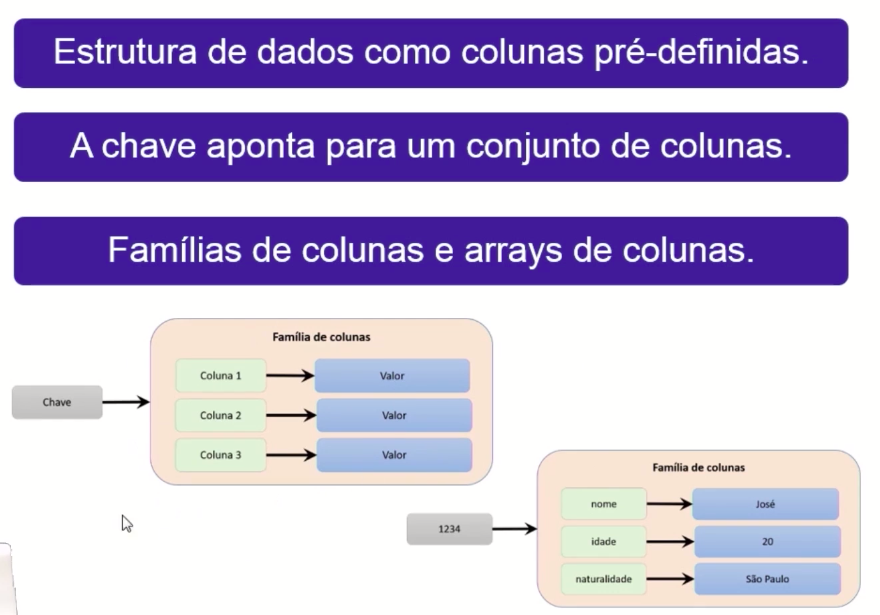 Estrutura de dados como colunas pré-definidas.
A chave aponta para um conjunto de colunas.
Famílias de colunas e arrays de colunas.
Família de colunas
Chave
Coluna 1
Valor
Coluna 2
Valor
Coluna 3
Valor
Família de colunas
1234
nome
José
idade
20
naturalidade
São Paulo